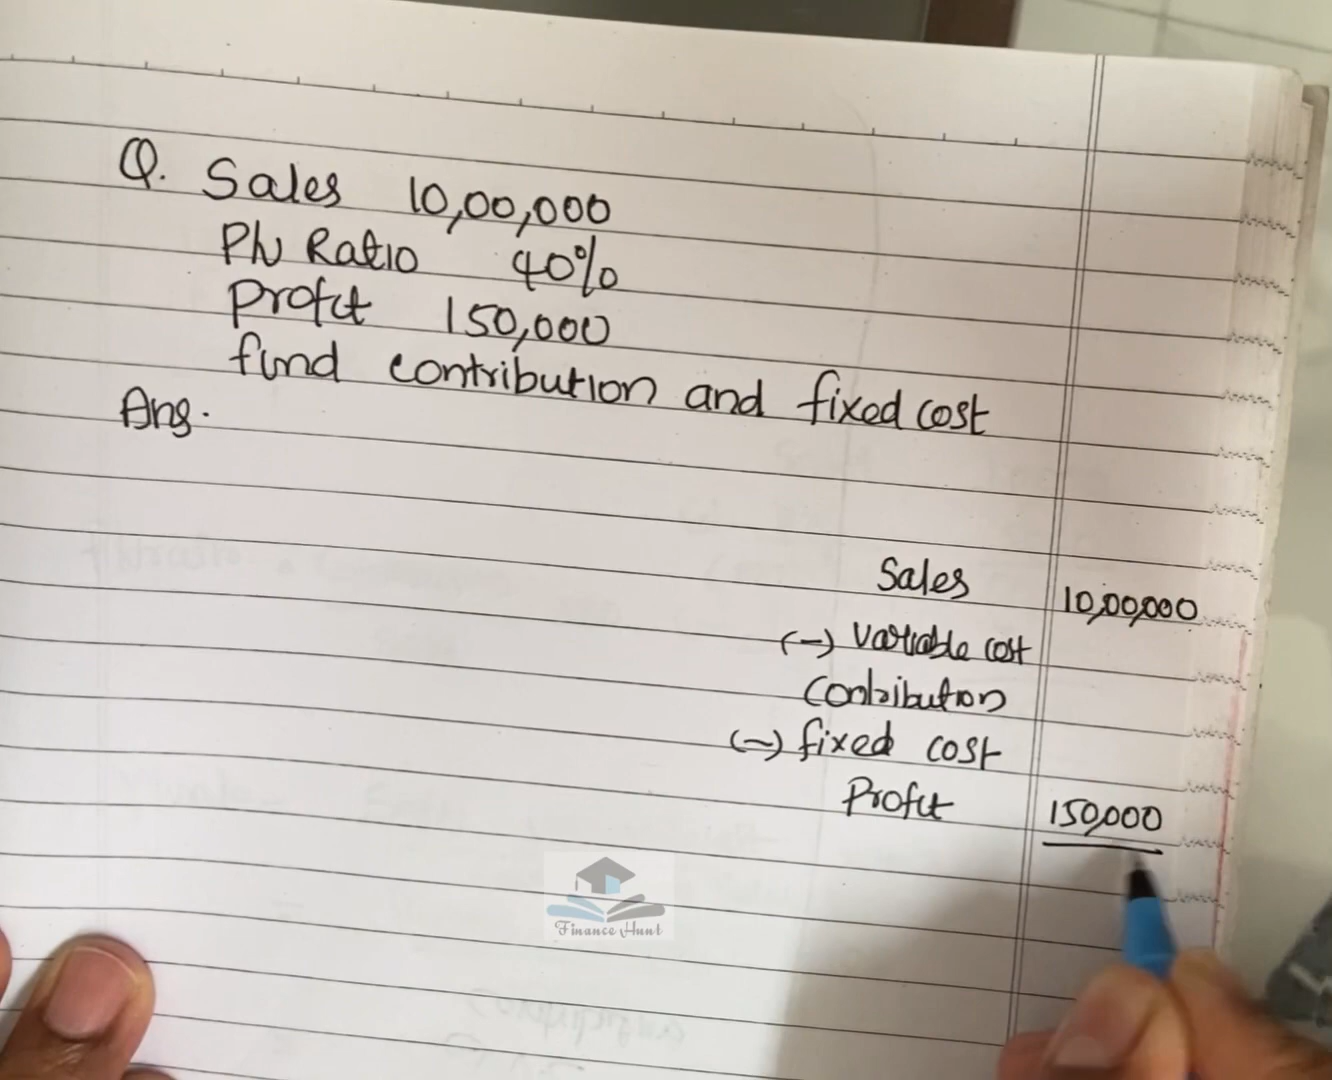 Q. Sales 10,00,000
P/V Ratio 40%
Profit 150,000
find contribution and fixed cost
Ans.
Sales 10,00,000
(-) Variable cost
Contribution
(-) fixed cost
Profit 150,000
Finance Hunt